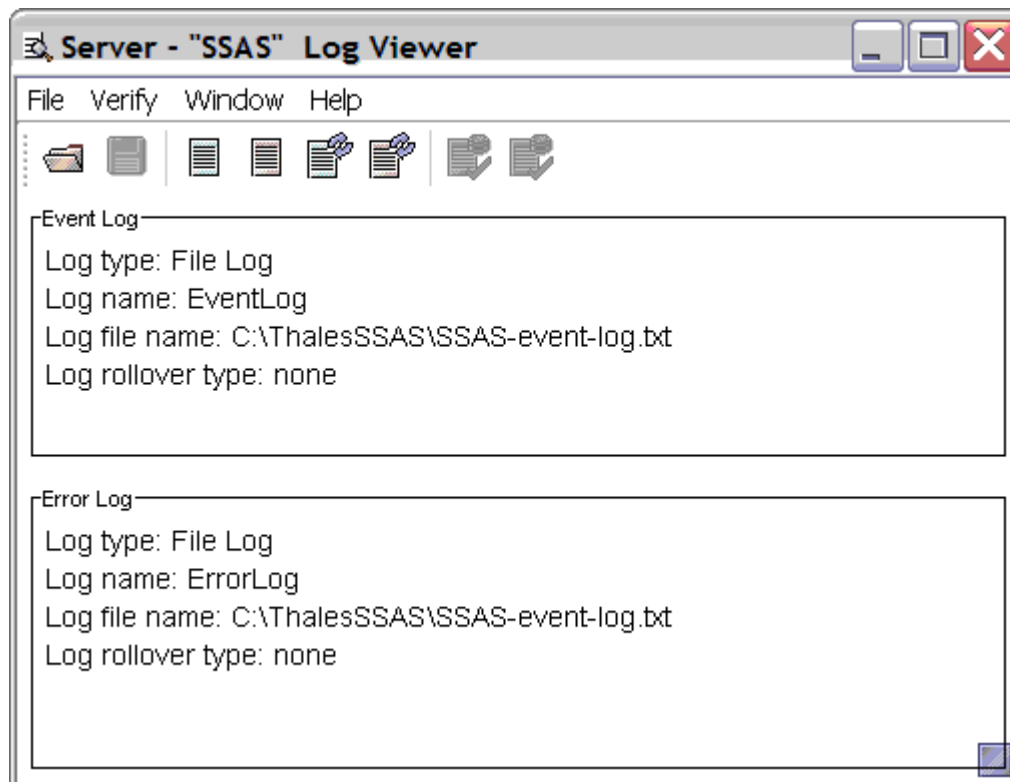 Server - "SSAS" Log Viewer
File Verify Window Help
Event Log
Log type: File Log
Log name: EventLog
Log file name: C:\ThalesSSAS\SSAS-event-log.txt
Log rollover type: none
Error Log
Log type: File Log
Log name: ErrorLog
Log file name: C:\ThalesSSAS\SSAS-event-log.txt
Log rollover type: none